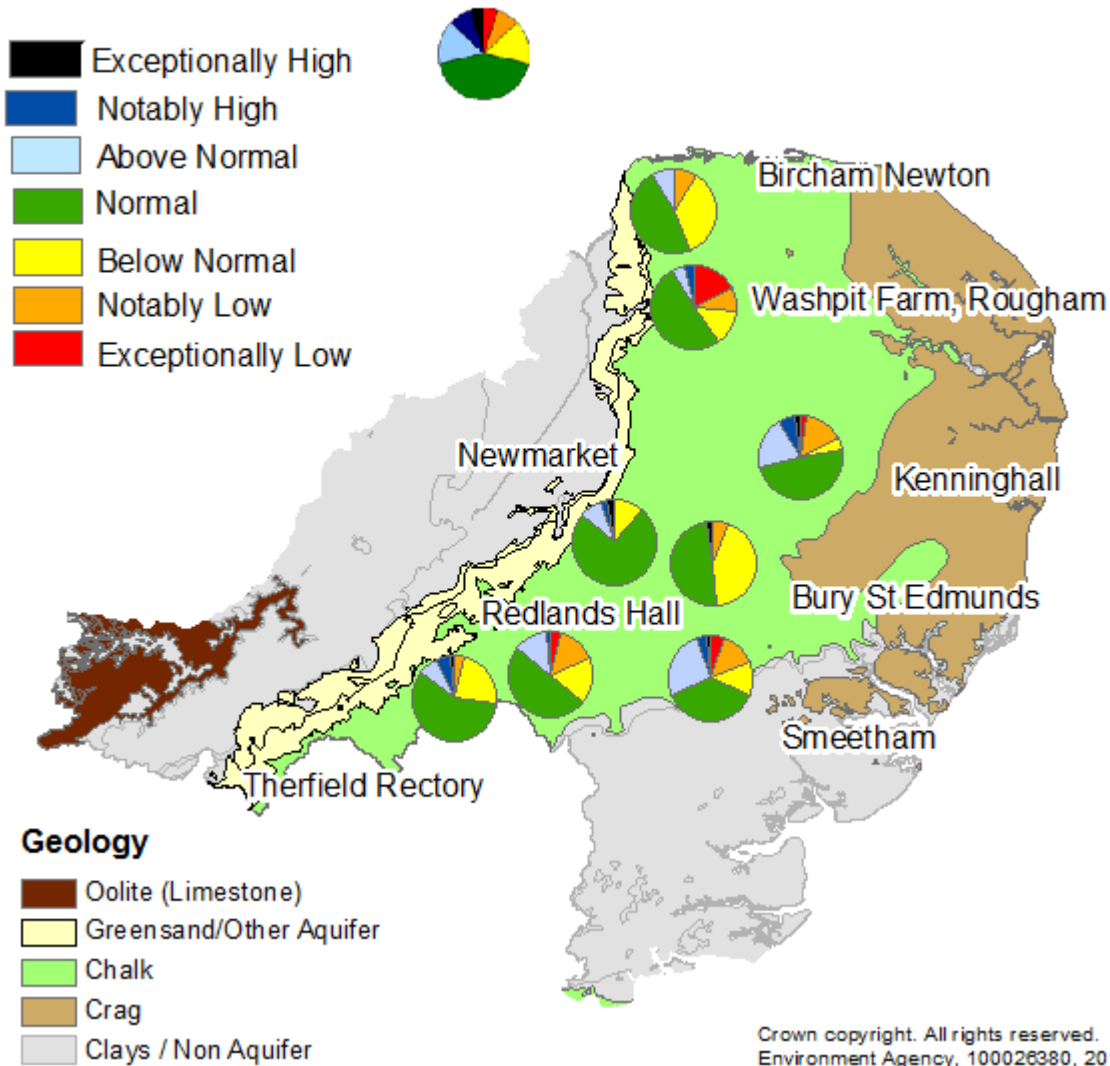 Exceptionally High
Notably High
Above Normal
Normal
Below Normal
Notably Low
Exceptionally Low
Bircham Newton
Washpit Farm, Rougham
Newmarket
Kenninghall
Bury St Edmunds
Redlands Hall
Smeetham
Therfield Rectory
Geology
Oolite (Limestone)
Greensand/Other Aquifer
Chalk
Crag
Clays / Non Aquifer
Crown copyright. All rights reserved.
Environment Agency, 100026380, 20